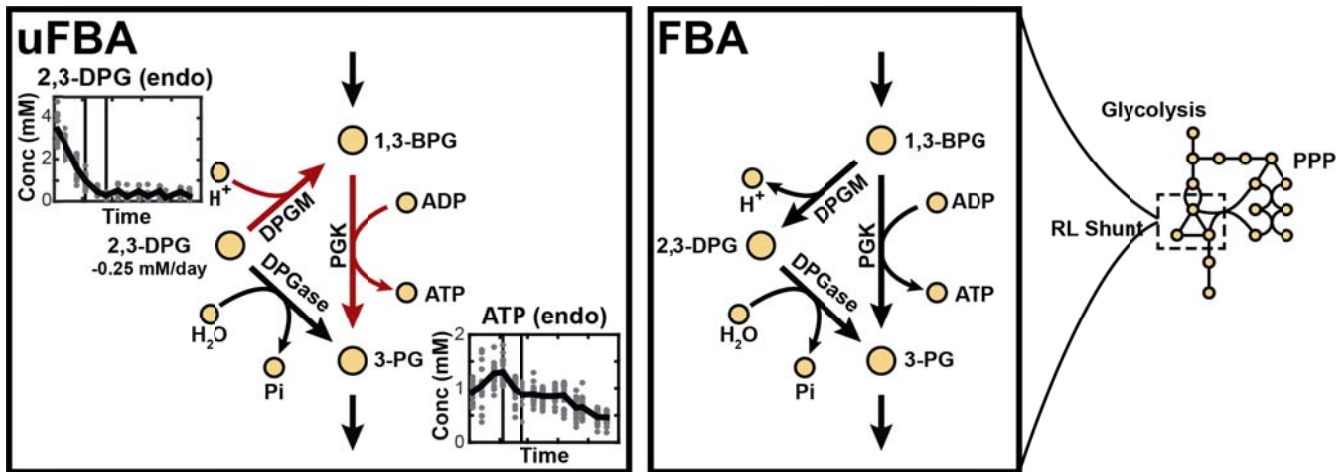 uFBA
2,3-DPG (endo)
Conc (mM)
4
2
0
Time
1,3-BPG
H+
DPGM
ADP
PGK
2,3-DPG
-0.25 mM/day
DPGase
ATP
H2O
Pi
3-PG
ATP (endo)
Conc (mM)
2
1
0
Time
FBA
1,3-BPG
H+
DPGM
ADP
2,3-DPG
PGK
DPGase
ATP
H2O
Pi
3-PG
Glycolysis
PPP
RL Shunt